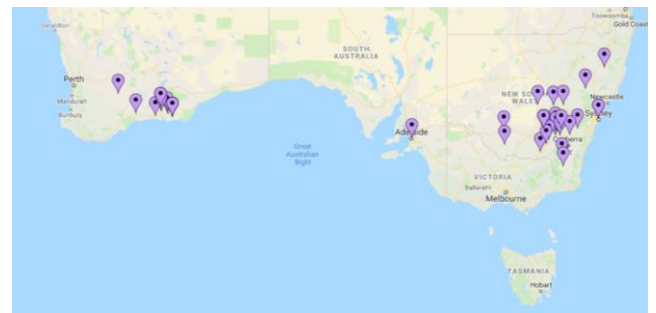 Geraldton
Toowoomba
Gold Coast
SOUTH
AUSTRALIA
Perth
Mandurah
Bunbury
NEW SO
WALES
Newcastle
Sydney
Adelaide
Canberra
Great
Australian
Bight
VICTORIA
Ballarat
Melbourne
TASMANIA
Hobart